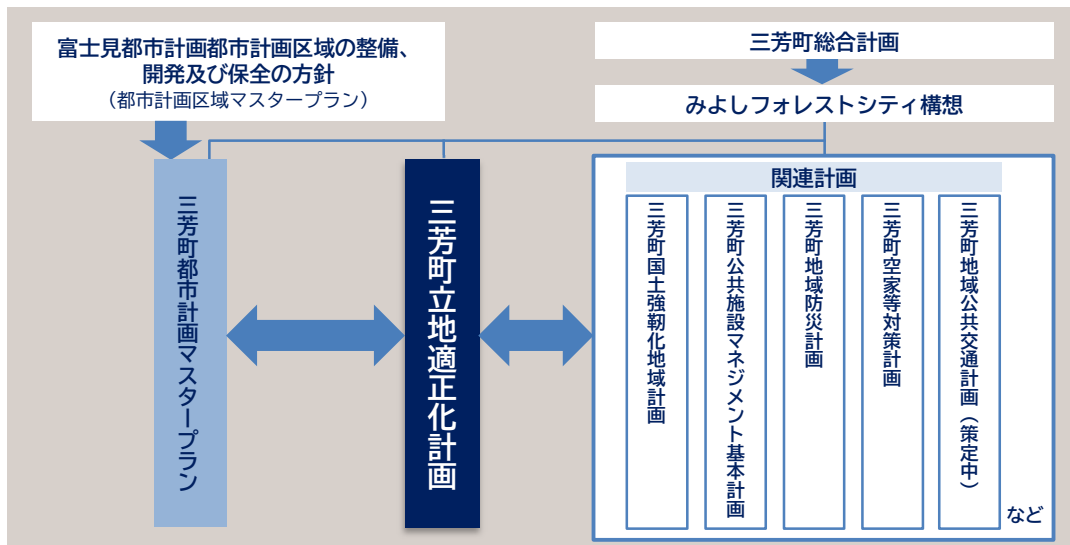 富士見都市計画都市計画区域の整備、
開発及び保全の方針
（都市計画区域マスタープラン）
三芳町総合計画
みよしフォレストシティ構想
三芳町都市計画マスタープラン
三芳町立地適正化計画
関連計画
三芳町国土強靭化地域計画
三芳町公共施設マネジメント基本計画
三芳町地域防災計画
三芳町空家等対策計画
三芳町地域公共交通計画（策定中）
など